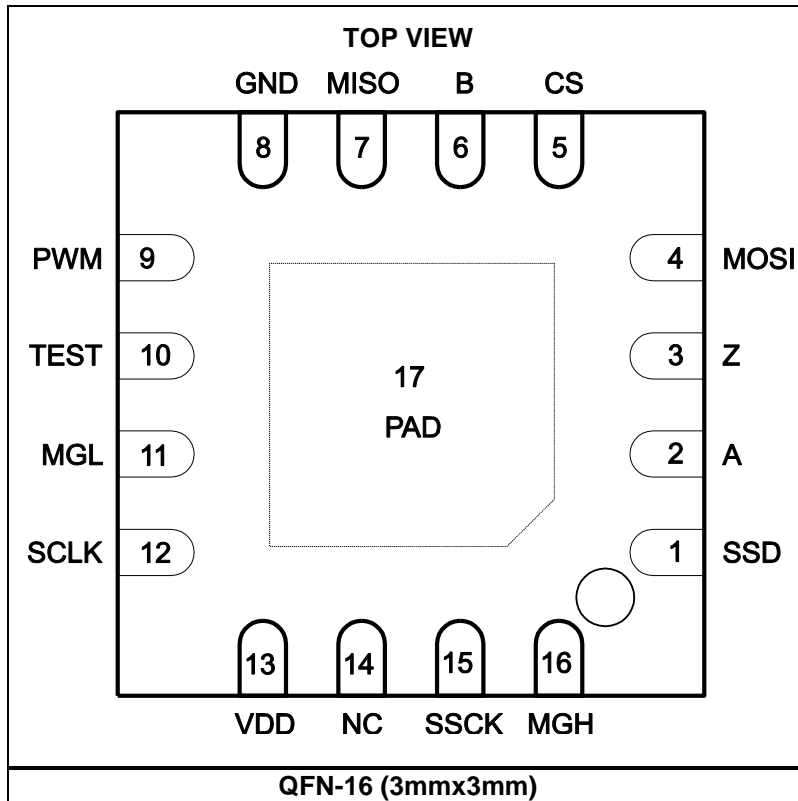 TOP VIEW
GND MISO B CS
8 7 6 5
PWM 9 4 MOSI
TEST 10 3 Z
17
PAD
MGL 11 2 A
SCLK 12 1 SSD
13 14 15 16
VDD NC SSCK MGH
QFN-16 (3mmx3mm)